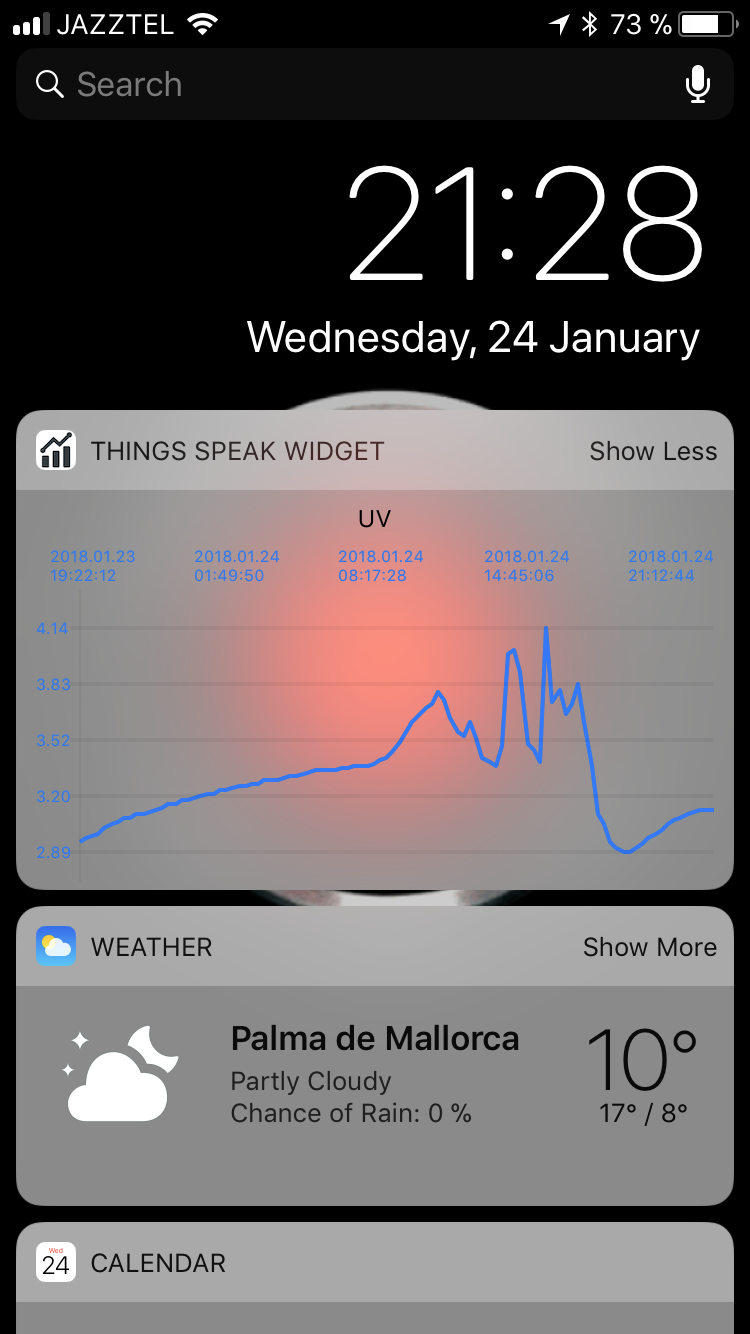 JAZZTEL 73 %
Search
21:28
Wednesday, 24 January
THINGS SPEAK WIDGET Show Less
UV
2018.01.23 2018.01.24 2018.01.24 2018.01.24 2018.01.24
19:22:12 01:49:50 08:17:28 14:45:06 21:12:44
4.14
3.83
3.52
3.20
2.89
WEATHER Show More
Palma de Mallorca 10°
Partly Cloudy
Chance of Rain: 0 % 17° / 8°
Wed
24 CALENDAR